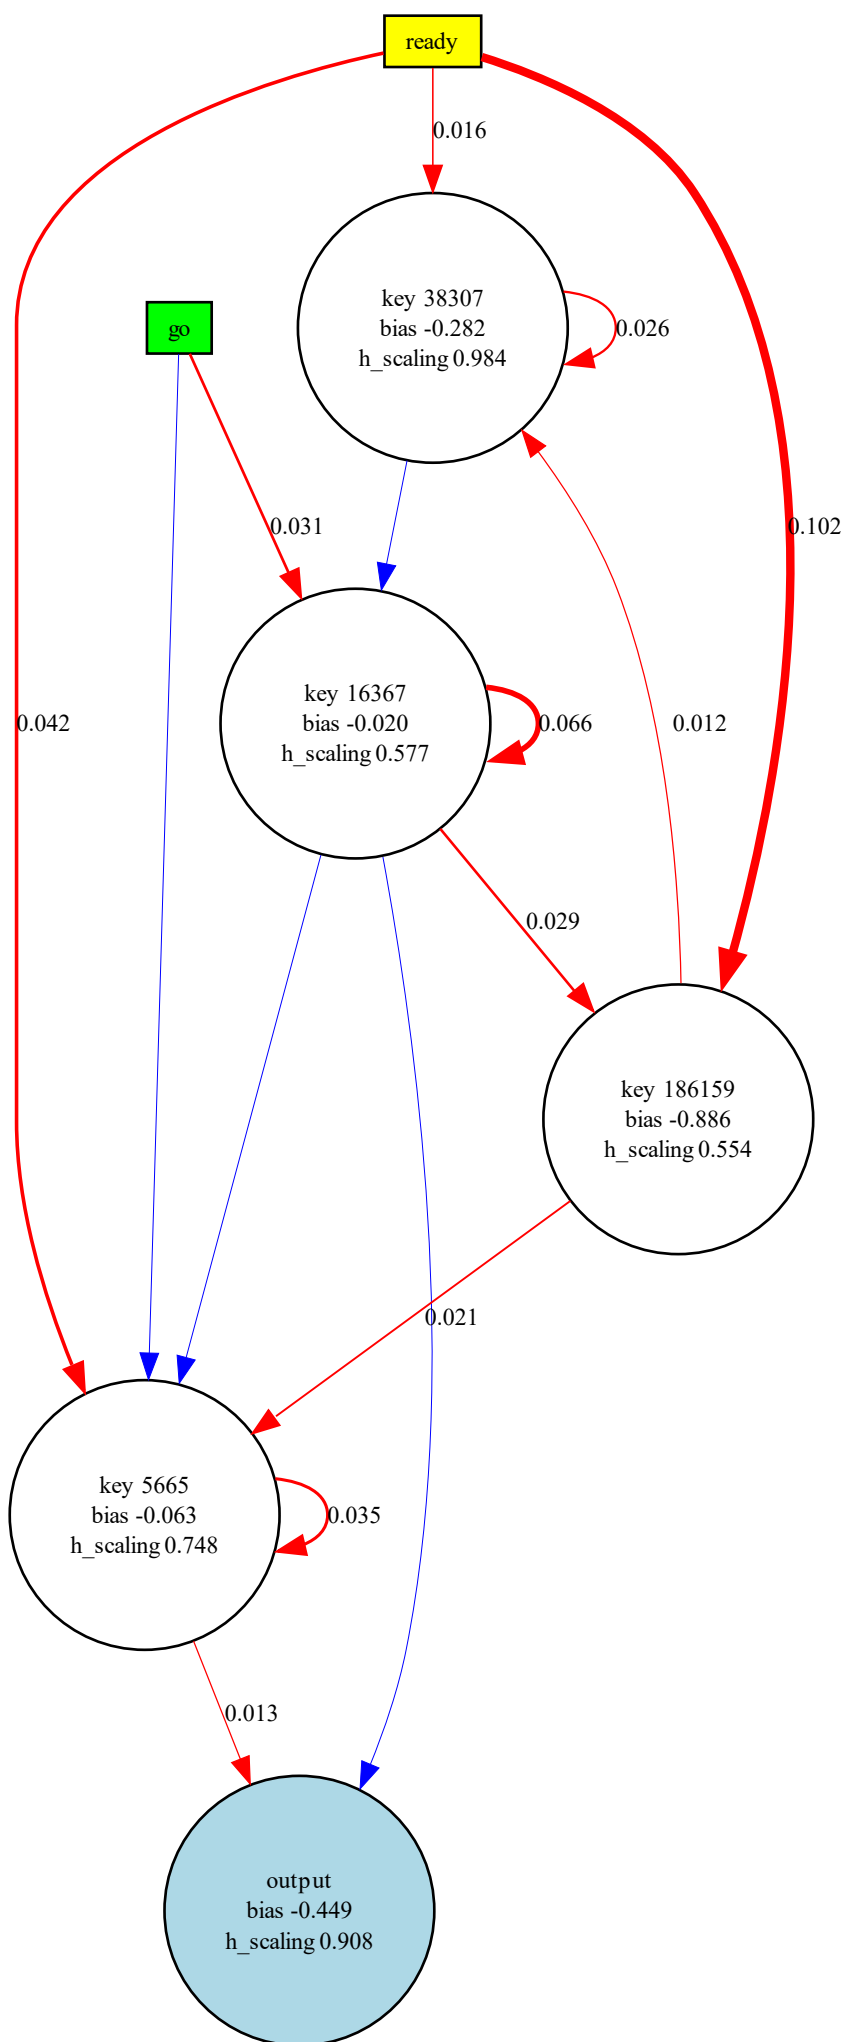 ready
0.016
key 38307
bias -0.282
h_scaling 0.984
0.026
go
0.031
0.102
key 16367
bias -0.020
h_scaling 0.577
0.042
0.066
0.012
0.029
key 186159
bias -0.886
h_scaling 0.554
0.021
key 5665
bias -0.063
h_scaling 0.748
0.035
0.013
output
bias -0.449
h_scaling 0.908